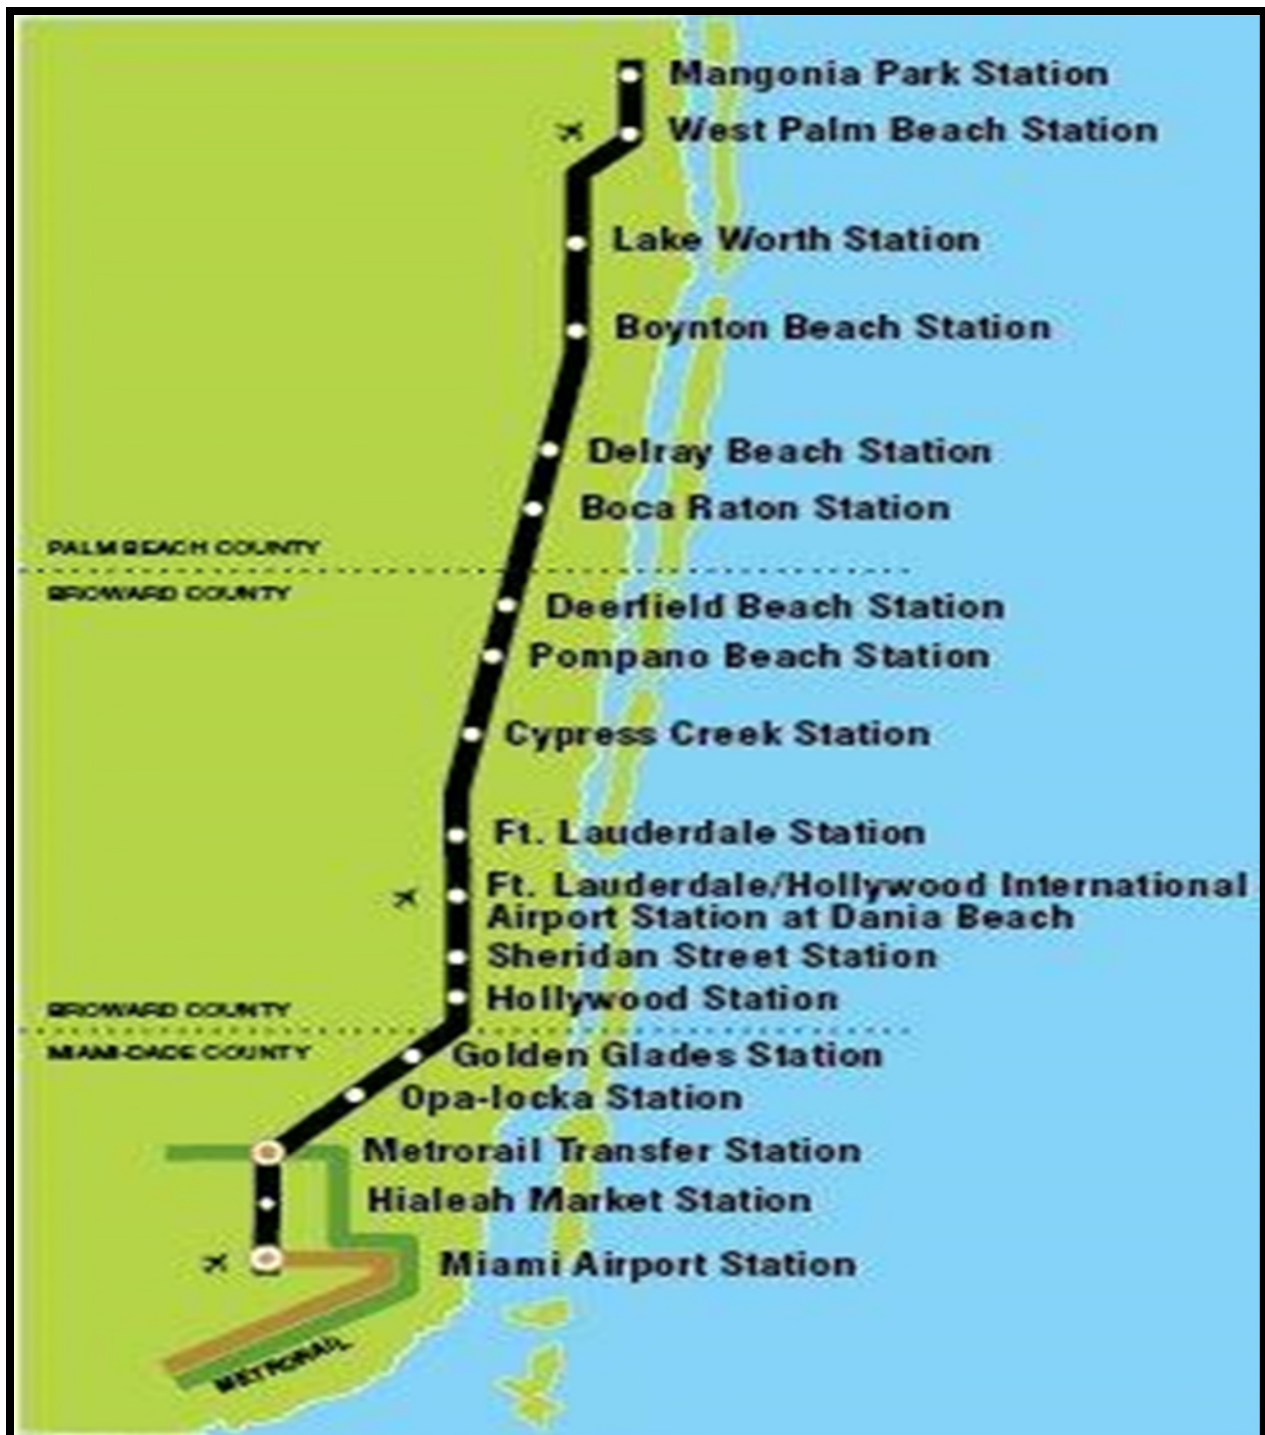 Mangonia Park Station
West Palm Beach Station
Lake Worth Station
Boynton Beach Station
Delray Beach Station
Boca Raton Station
PALM BEACH COUNTY
BROWARD COUNTY
Deerfield Beach Station
Pompano Beach Station
Cypress Creek Station
Ft. Lauderdale Station
Ft. Lauderdale/Hollywood International
Airport Station at Dania Beach
Sheridan Street Station
Hollywood Station
BROWARD COUNTY
MIAMI-DADE COUNTY
Golden Glades Station
Opa-locka Station
Metrorail Transfer Station
Hialeah Market Station
Miami Airport Station
METRORAIL